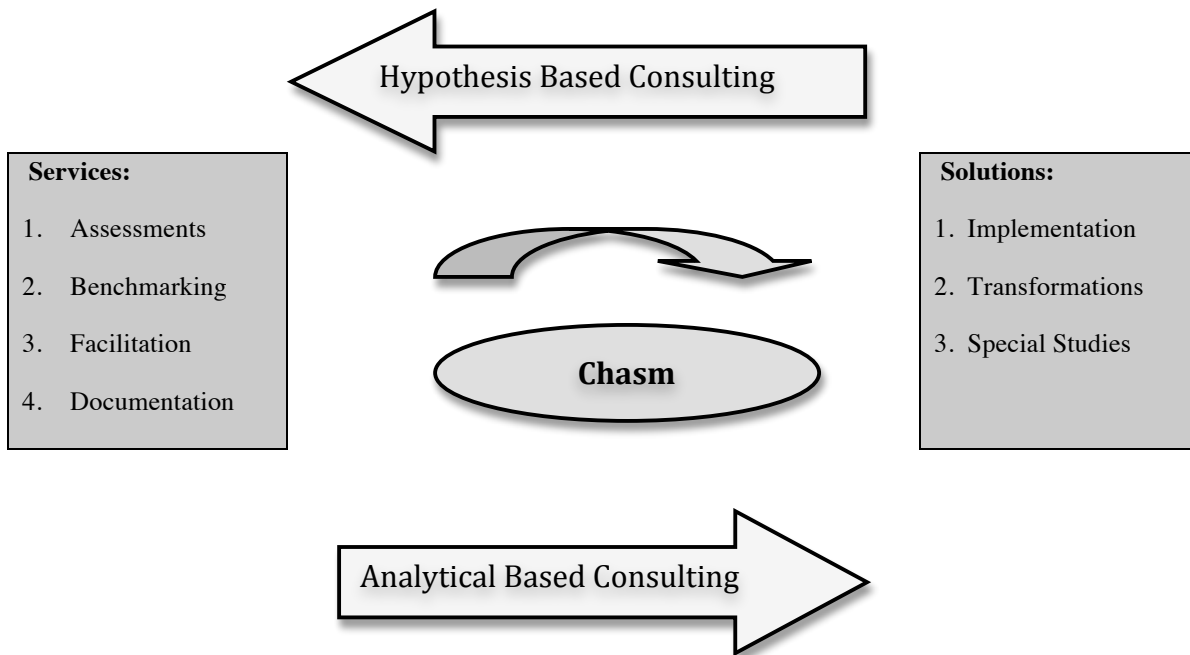 Hypothesis Based Consulting
Services:
1. Assessments
2. Benchmarking
3. Facilitation
4. Documentation
Chasm
Solutions:
1. Implementation
2. Transformations
3. Special Studies
Analytical Based Consulting